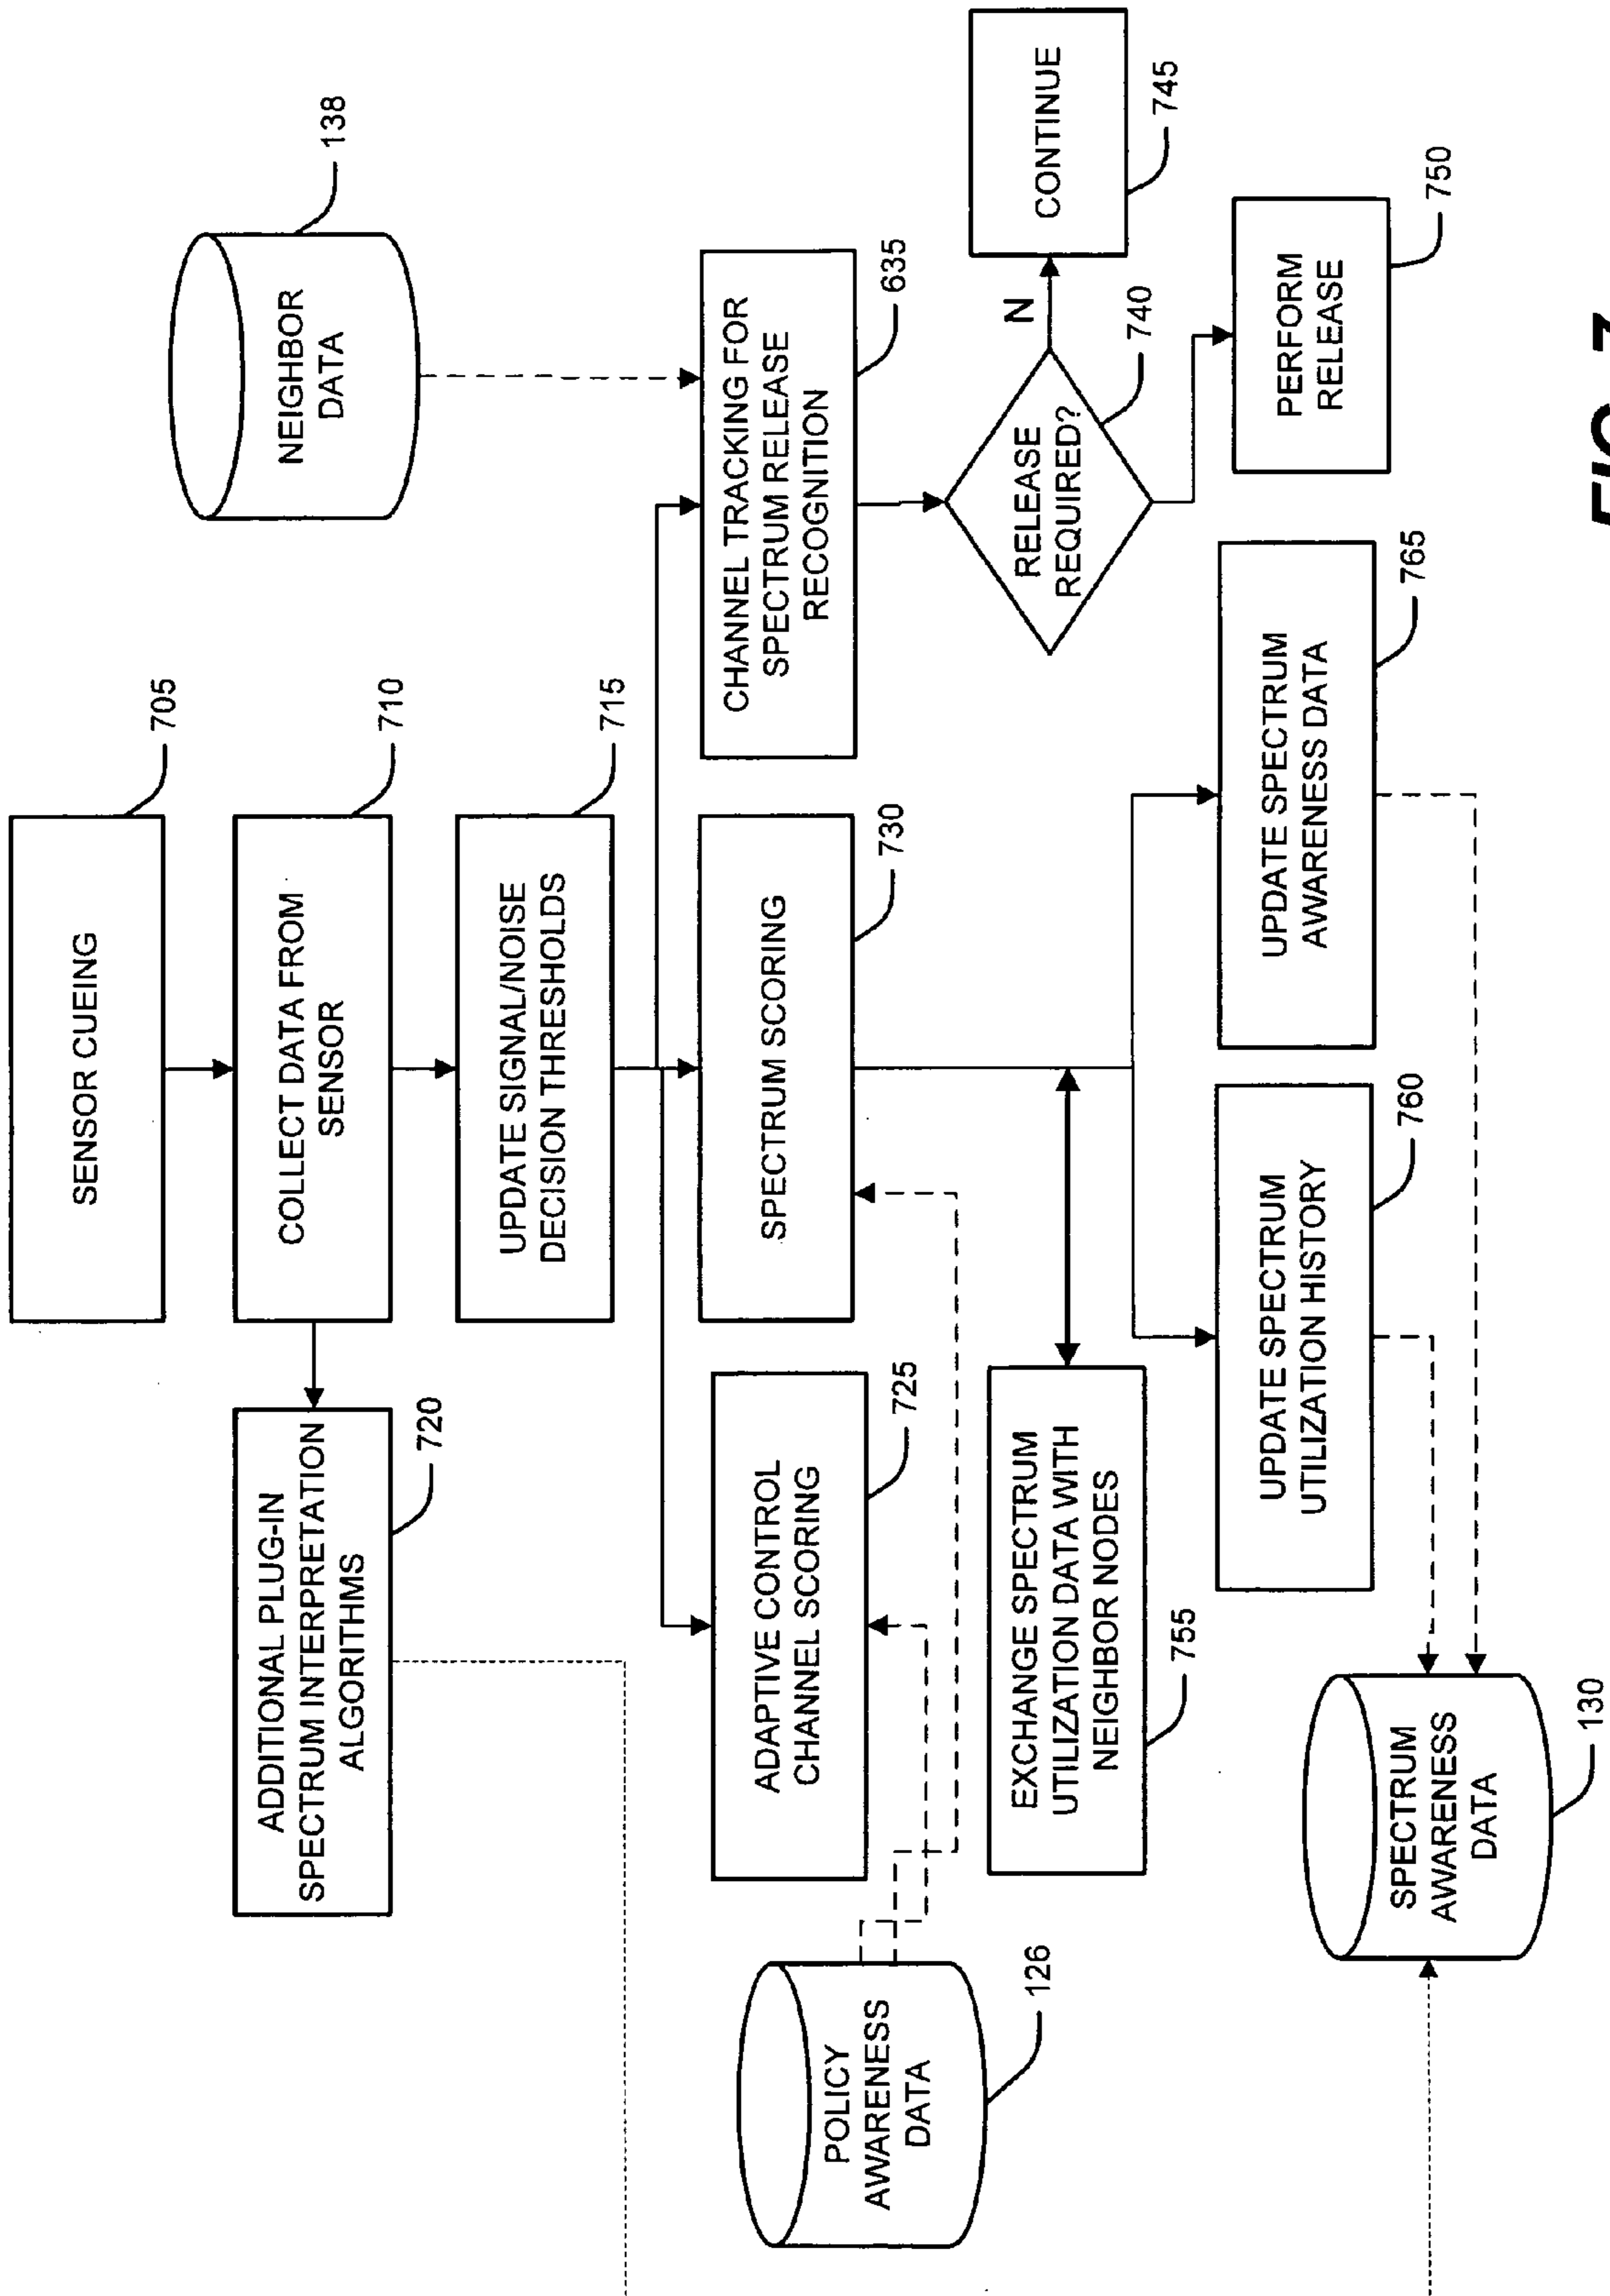 SENSOR CUEING
705
COLLECT DATA FROM
SENSOR
710
ADDITIONAL PLUG-IN
SPECTRUM INTERPRETATION
ALGORITHMS
720
UPDATE SIGNAL/NOISE
DECISION THRESHOLDS
715
NEIGHBOR
DATA
138
POLICY
AWARENESS
DATA
126
ADAPTIVE CONTROL
CHANNEL SCORING
725
SPECTRUM SCORING
730
CHANNEL TRACKING FOR
SPECTRUM RELEASE
RECOGNITION
635
RELEASE
REQUIRED?
740
N
CONTINUE
745
PERFORM
RELEASE
750
EXCHANGE SPECTRUM
UTILIZATION DATA WITH
NEIGHBOR NODES
755
UPDATE SPECTRUM
UTILIZATION HISTORY
760
UPDATE SPECTRUM
AWARENESS DATA
765
SPECTRUM
AWARENESS
DATA
130